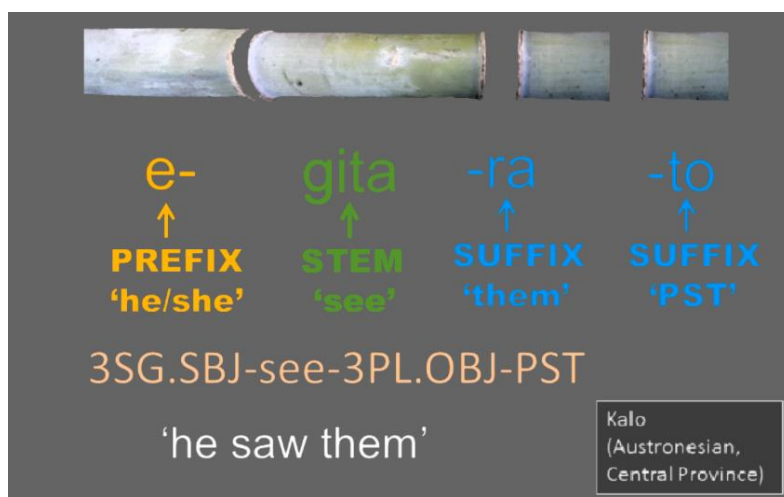 e- gita -ra -to
PREFIX STEM SUFFIX SUFFIX
‘he/she’ ‘see’ ‘them’ ‘PST’
3SG.SBJ-see-3PL.OBJ-PST
‘he saw them’
Kalo
(Austronesian,
Central Province)